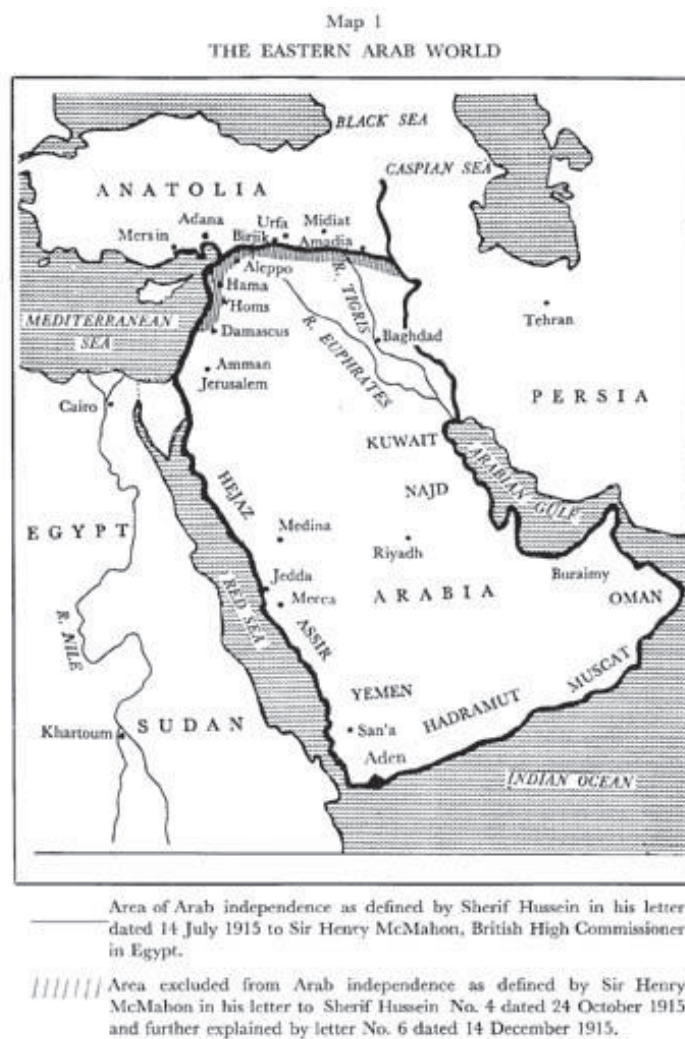 Map 1
THE EASTERN ARAB WORLD
BLACK SEA
CASPIAN SEA
ANATOLIA
Adana
Urfa
Midiat
Mersin
Birijik
Amadia
Aleppo
Hama
Homs
R. TIGRIS
MEDITERRANEAN
SEA
Damascus
R. EUPHRATES
Baghdad
Tehran
Amman
Jerusalem
Cairo
PERSIA
KUWAIT
ARABIAN GULF
HEJAZ
NAJD
EGYPT
Medina
Riyadh
Buraimy
Jedda
Mecca
ARABIA
OMAN
RED SEA
ASSIR
R. NILE
MUSCAT
YEMEN
HADRAMUT
Khartoum
SUDAN
San'a
Aden
INDIAN OCEAN
Area of Arab independence as defined by Sherif Hussein in his letter
dated 14 July 1915 to Sir Henry McMahon, British High Commissioner
in Egypt.
Area excluded from Arab independence as defined by Sir Henry
McMahon in his letter to Sherif Hussein No. 4 dated 24 October 1915
and further explained by letter No. 6 dated 14 December 1915.